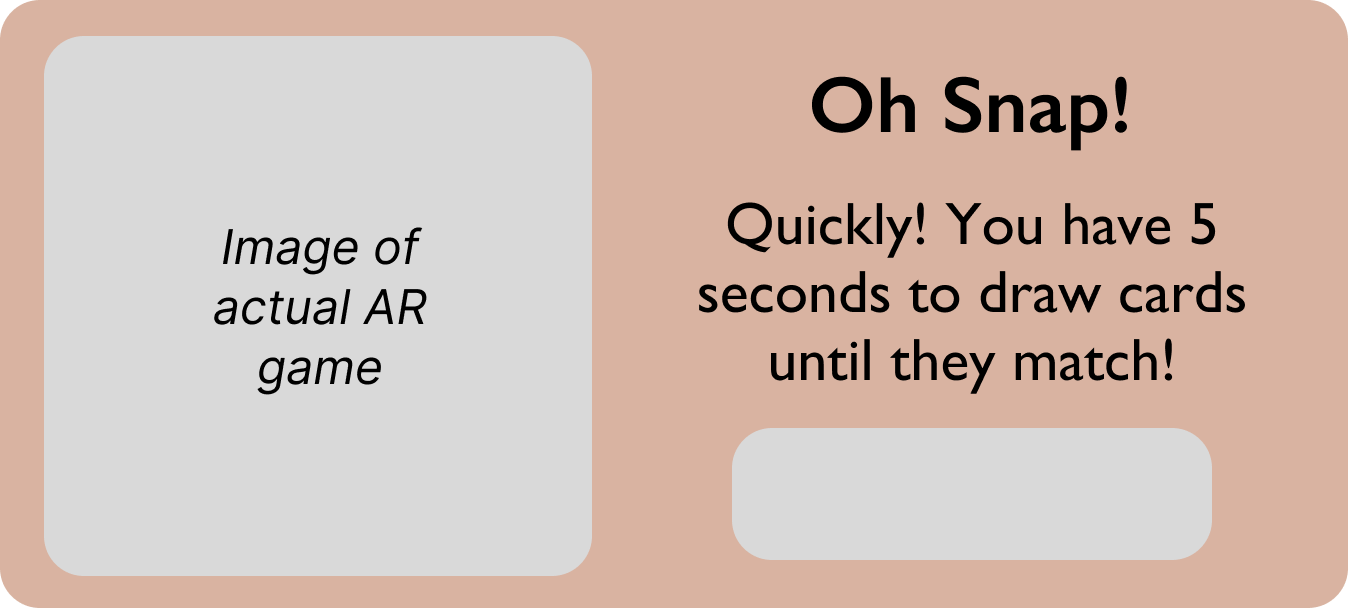 Image of
actual AR
game
Oh Snap!
Quickly! You have 5
seconds to draw cards
until they match!